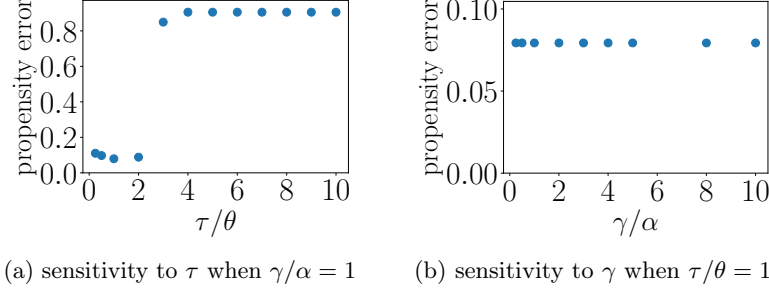 propensity error
0.8
0.6
0.4
0.2
0.0
0 2 4 6 8 10
τ/θ
(a) sensitivity to τ when γ/α = 1
propensity error
0.10
0.05
0.00
0 2 4 6 8 10
γ/α
(b) sensitivity to γ when τ/θ = 1